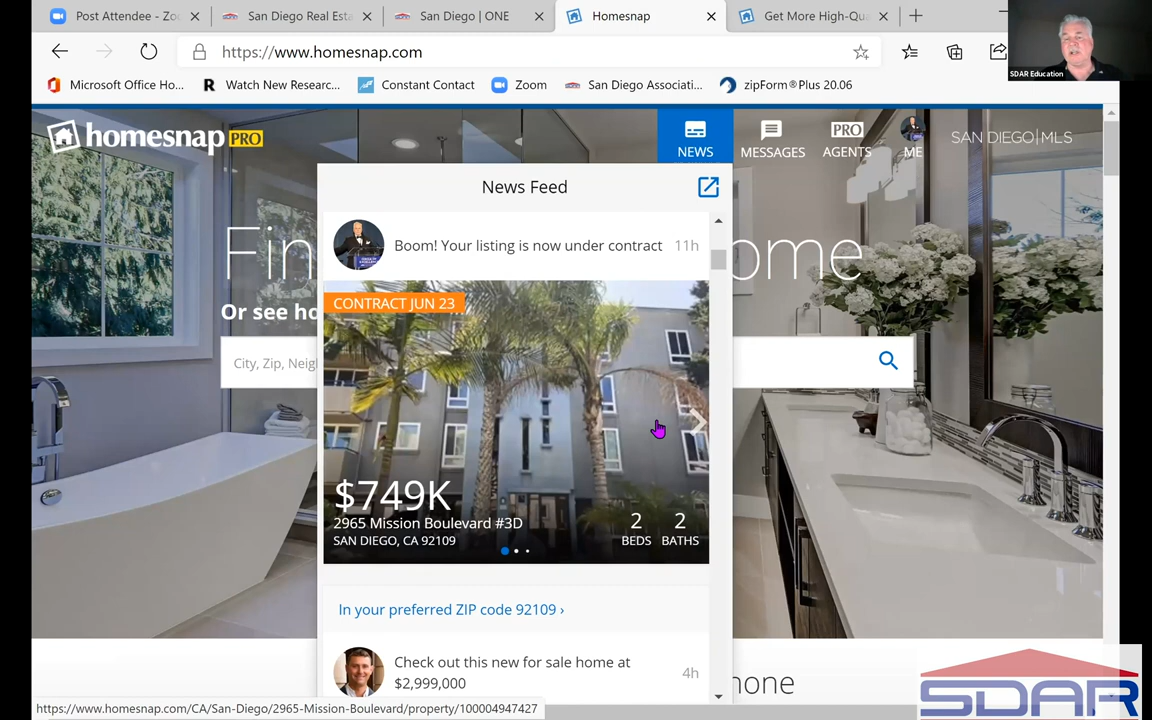 Post Attendee - Zoo
San Diego Real Esta
San Diego | ONE
Homesnap
Get More High-Qua
https://www.homesnap.com
SDAR Education
Microsoft Office Ho...
Watch New Researc...
Constant Contact
Zoom
San Diego Associati...
zipForm®Plus 20.06
homesnap PRO
NEWS
MESSAGES
PRO
AGENTS
ME
SAN DIEGO|MLS
News Feed
Boom! Your listing is now under contract 11h
Fin
ome
Or see ho
CONTRACT JUN 23
City, Zip, Neigh
$749K
2965 Mission Boulevard #3D
SAN DIEGO, CA 92109
2
BEDS
2
BATHS
In your preferred ZIP code 92109 ›
Check out this new for sale home at
$2,999,000
4h
hone
SDAR
https://www.homesnap.com/CA/San-Diego/2965-Mission-Boulevard/property/100004947427